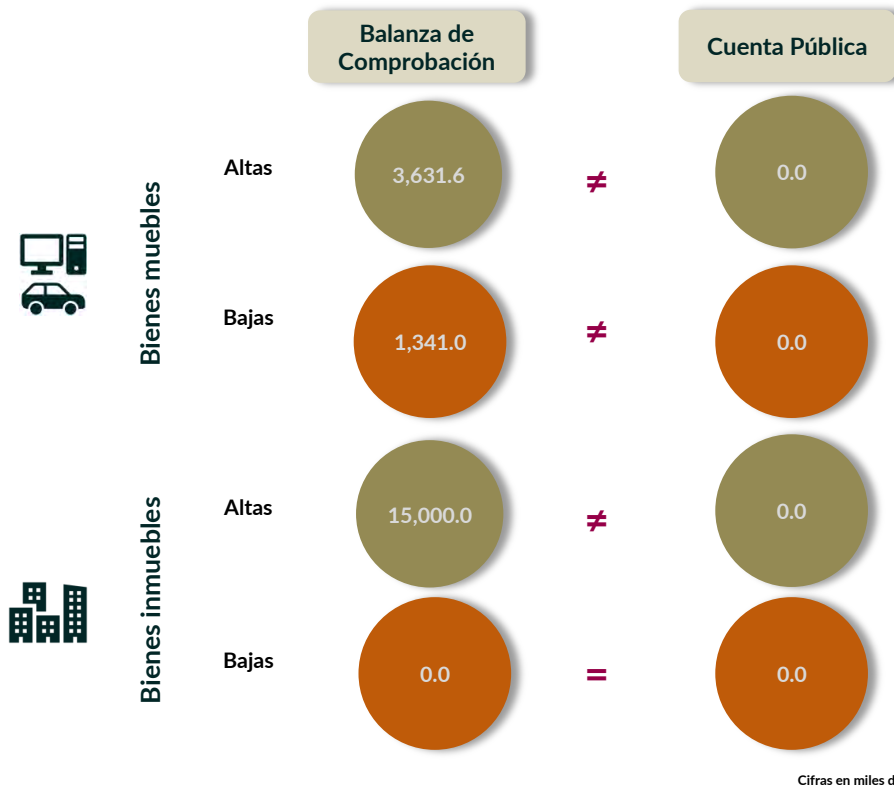 Balanza de
Comprobación
Cuenta Pública
Bienes muebles
Altas
3,631.6
≠
0.0
Bajas
1,341.0
≠
0.0
Bienes inmuebles
Altas
15,000.0
≠
0.0
Bajas
0.0
=
0.0
Cifras en miles d